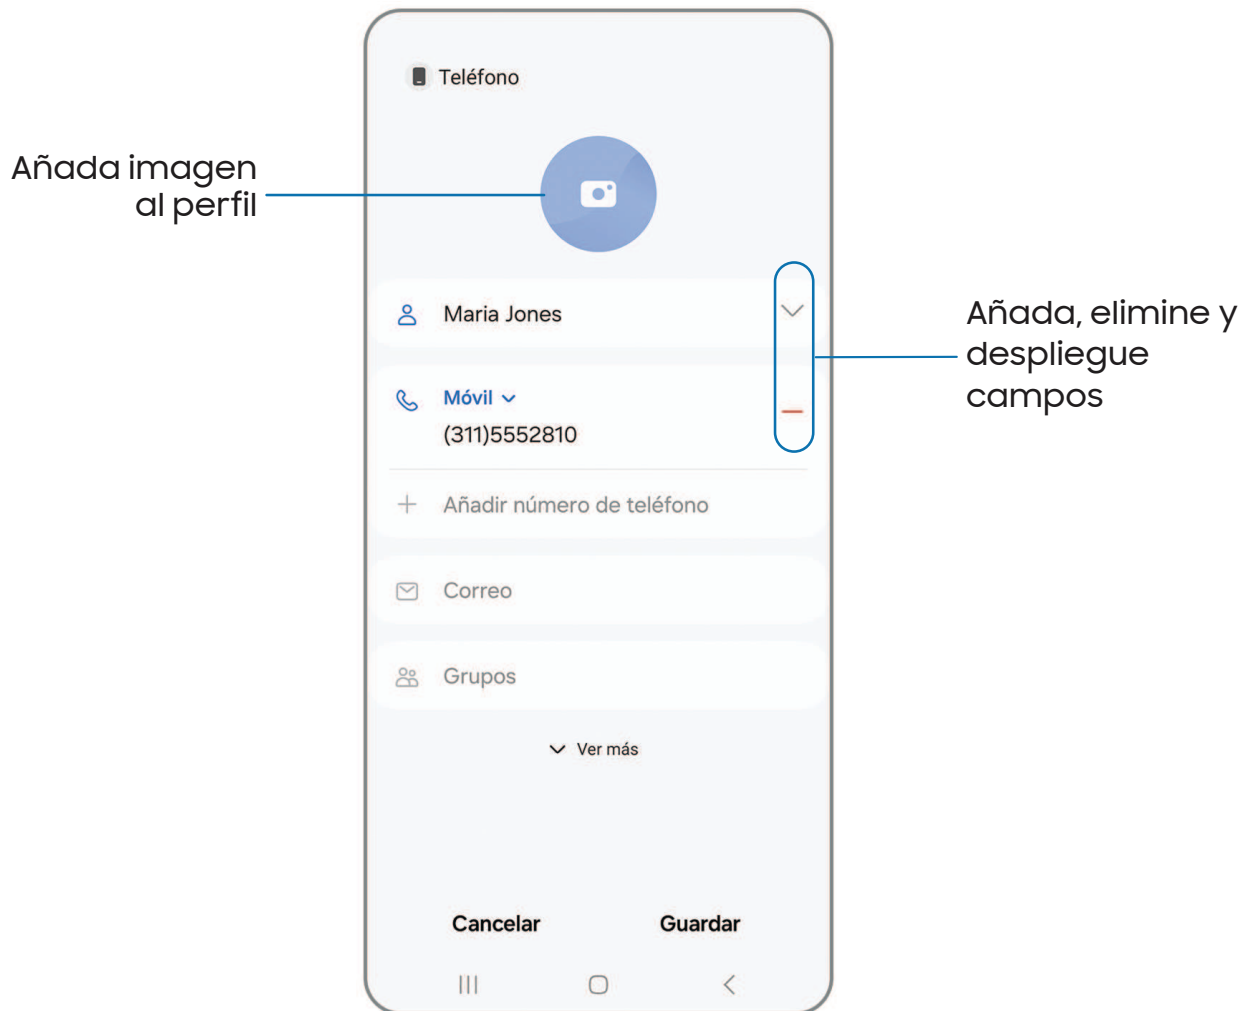 Teléfono
Añada imagen
al perfil
Maria Jones
Añada, elimine y
despliegue
campos
Móvil
(311)5552810
Añadir número de teléfono
Correo
Grupos
Ver más
Cancelar
Guardar